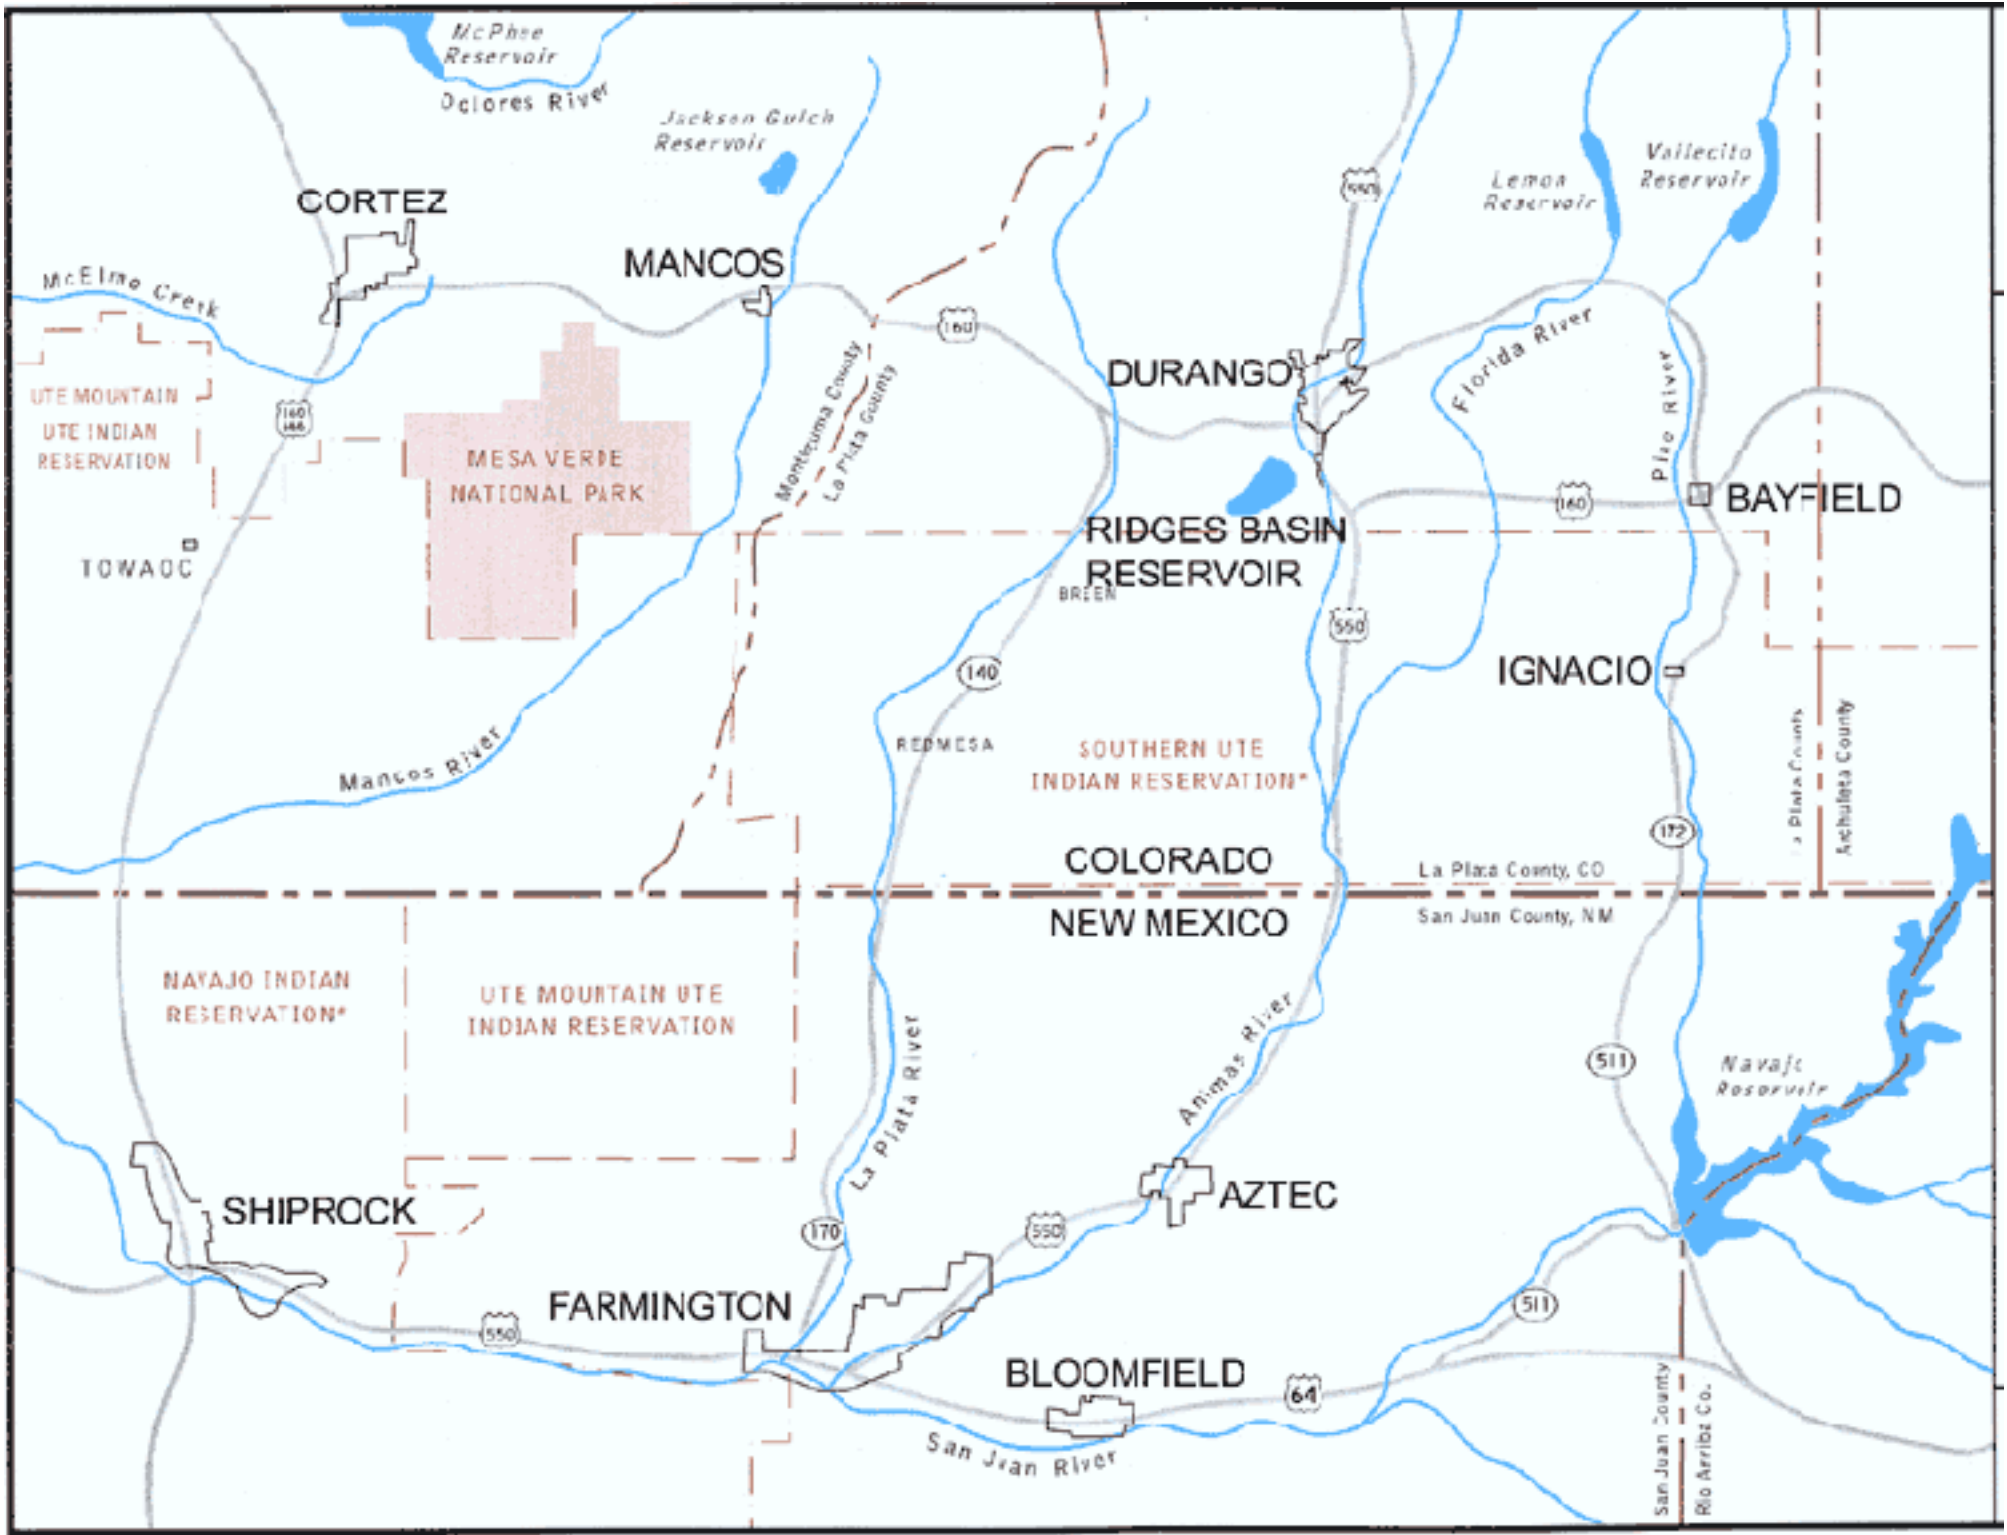 McPhee
Reservoir
Dolores River
Jackson Gulch
Reservoir
CORTEZ
MANCOS
McElmo Creek
550
Lemon
Reservoir
Vallecito
Reservoir
160
DURANGO
Florida River
Pine River
UTE MOUNTAIN
UTE INDIAN
RESERVATION
160
MESA VERDE
NATIONAL PARK
Montezuma County
La Plata County
160
BAYFIELD
RIDGES BASIN
RESERVOIR
BREEN
TOWAOC
550
IGNACIO
140
REDMESA
SOUTHERN UTE
INDIAN RESERVATION*
Mancos River
La Plata County
Archuleta County
172
COLORADO
La Plata County, CO
NEW MEXICO
San Juan County, NM
NAVAJO INDIAN
RESERVATION*
UTE MOUNTAIN UTE
INDIAN RESERVATION
La Plata River
Animas River
511
Navajo
Reservoir
SHIPROCK
AZTEC
170
550
FARMINGTON
550
511
BLOOMFIELD
64
San Juan River
San Juan County
Rio Arriba Co.